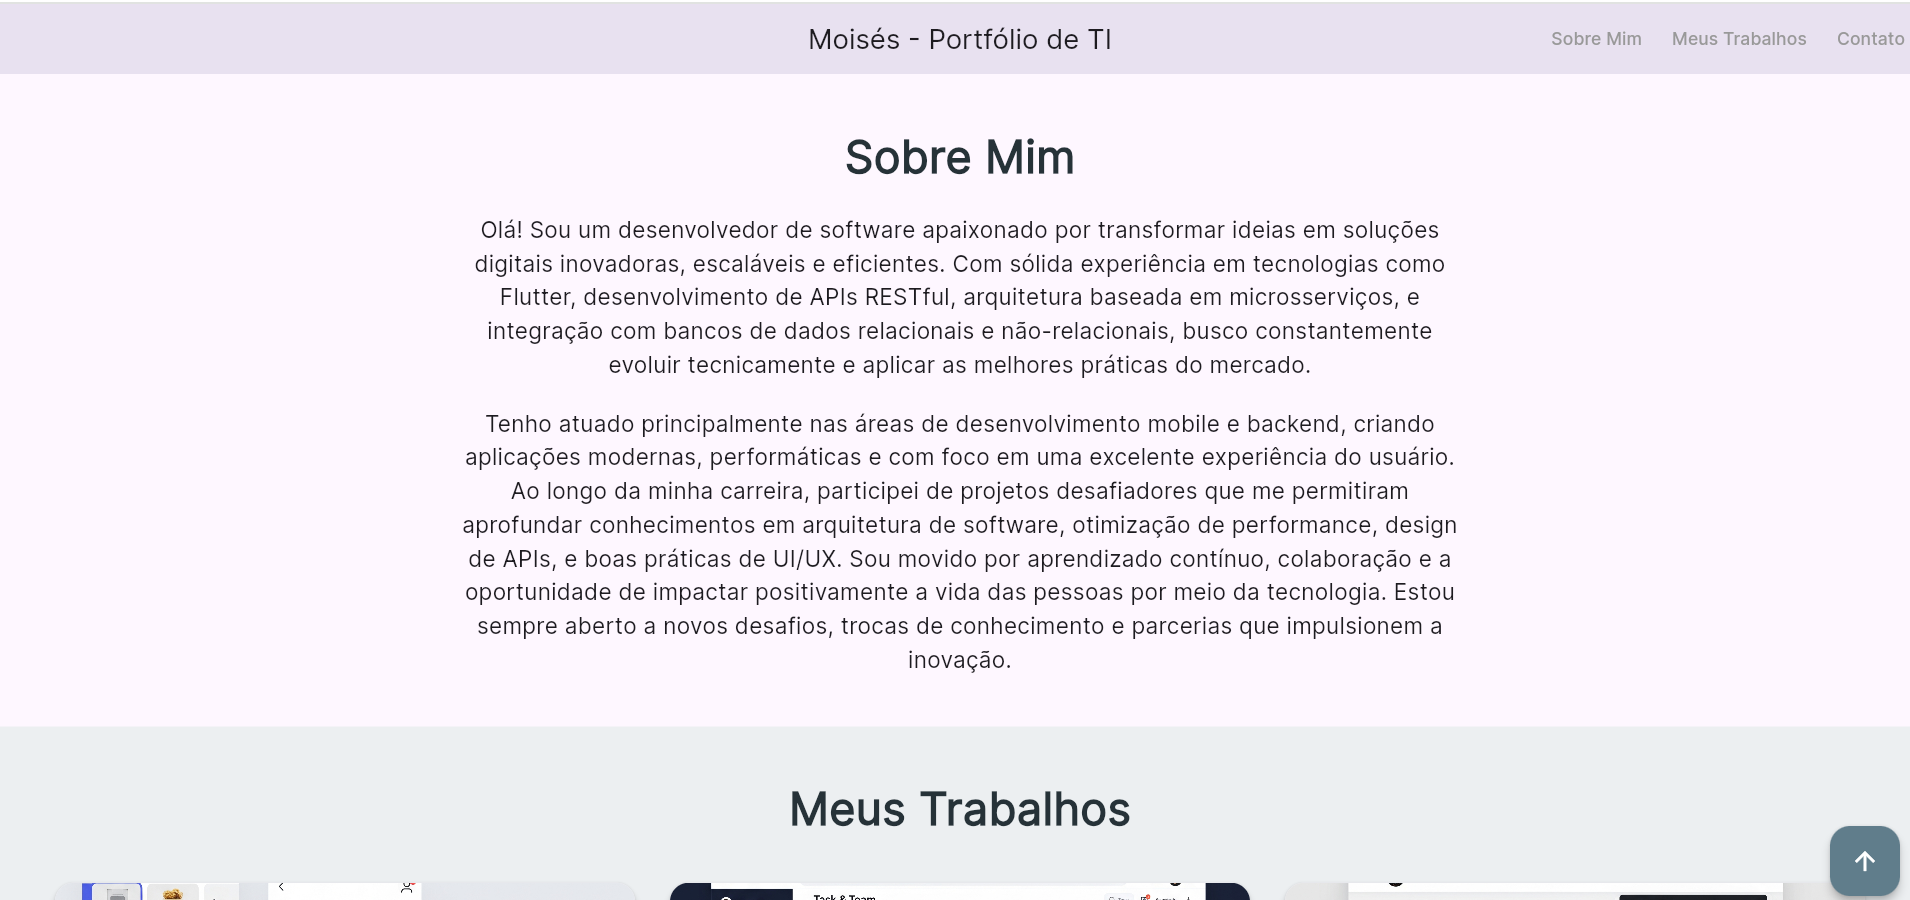 Moisés - Portfólio de TI
Sobre Mim
Meus Trabalhos
Contato
Sobre Mim
Olá! Sou um desenvolvedor de software apaixonado por transformar ideias em soluções
digitais inovadoras, escaláveis e eficientes. Com sólida experiência em tecnologias como
Flutter, desenvolvimento de APIs RESTful, arquitetura baseada em microsserviços, e
integração com bancos de dados relacionais e não-relacionais, busco constantemente
evoluir tecnicamente e aplicar as melhores práticas do mercado.
Tenho atuado principalmente nas áreas de desenvolvimento mobile e backend, criando
aplicações modernas, performáticas e com foco em uma excelente experiência do usuário.
Ao longo da minha carreira, participei de projetos desafiadores que me permitiram
aprofundar conhecimentos em arquitetura de software, otimização de performance, design
de APIs, e boas práticas de UI/UX. Sou movido por aprendizado contínuo, colaboração e a
oportunidade de impactar positivamente a vida das pessoas por meio da tecnologia. Estou
sempre aberto a novos desafios, trocas de conhecimento e parcerias que impulsionem a
inovação.
Meus Trabalhos
Task & Team